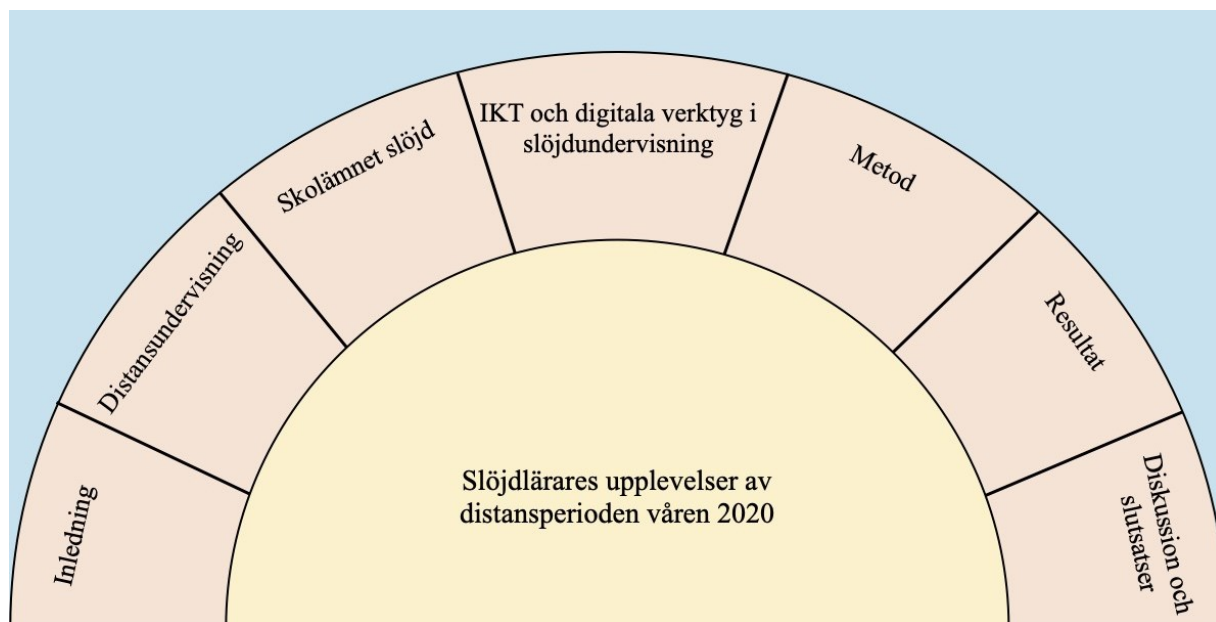 Inledning
Distansundervisning
Skolämnet slöjd
IKT och digitala verktyg i
slöjdundervisning
Metod
Resultat
Diskussion och
slutsatser
Slöjdlärares upplevelser av
distansperioden våren 2020